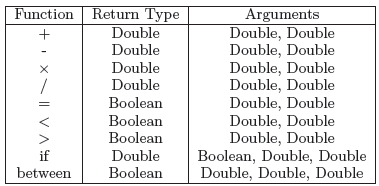 Function Return Type Arguments
+ Double Double, Double
- Double Double, Double
× Double Double, Double
/ Double Double, Double
= Boolean Double, Double
< Boolean Double, Double
> Boolean Double, Double
if Double Boolean, Double, Double
between Boolean Double, Double, Double